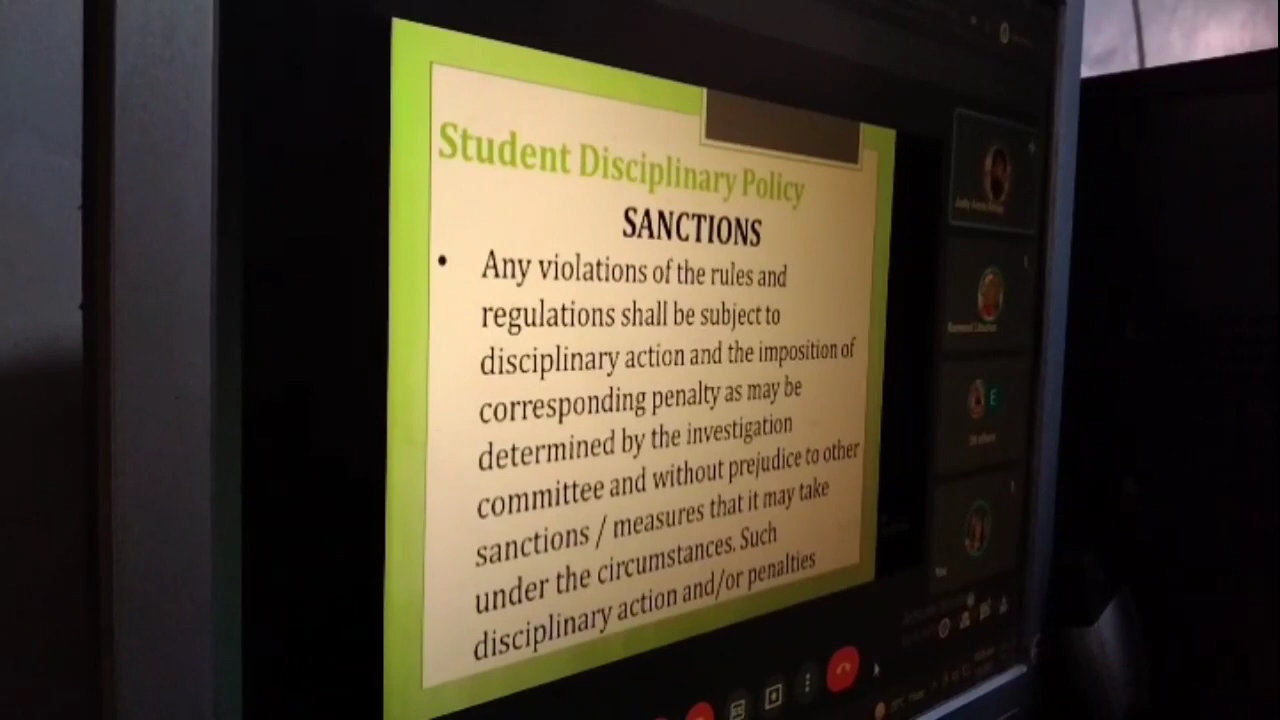 Student Disciplinary Policy
SANCTIONS
• Any violations of the rules and
regulations shall be subject to
disciplinary action and the imposition of
corresponding penalty as may be
determined by the investigation
committee and without prejudice to other
sanctions / measures that it may take
under the circumstances. Such
disciplinary action and/or penalties
E